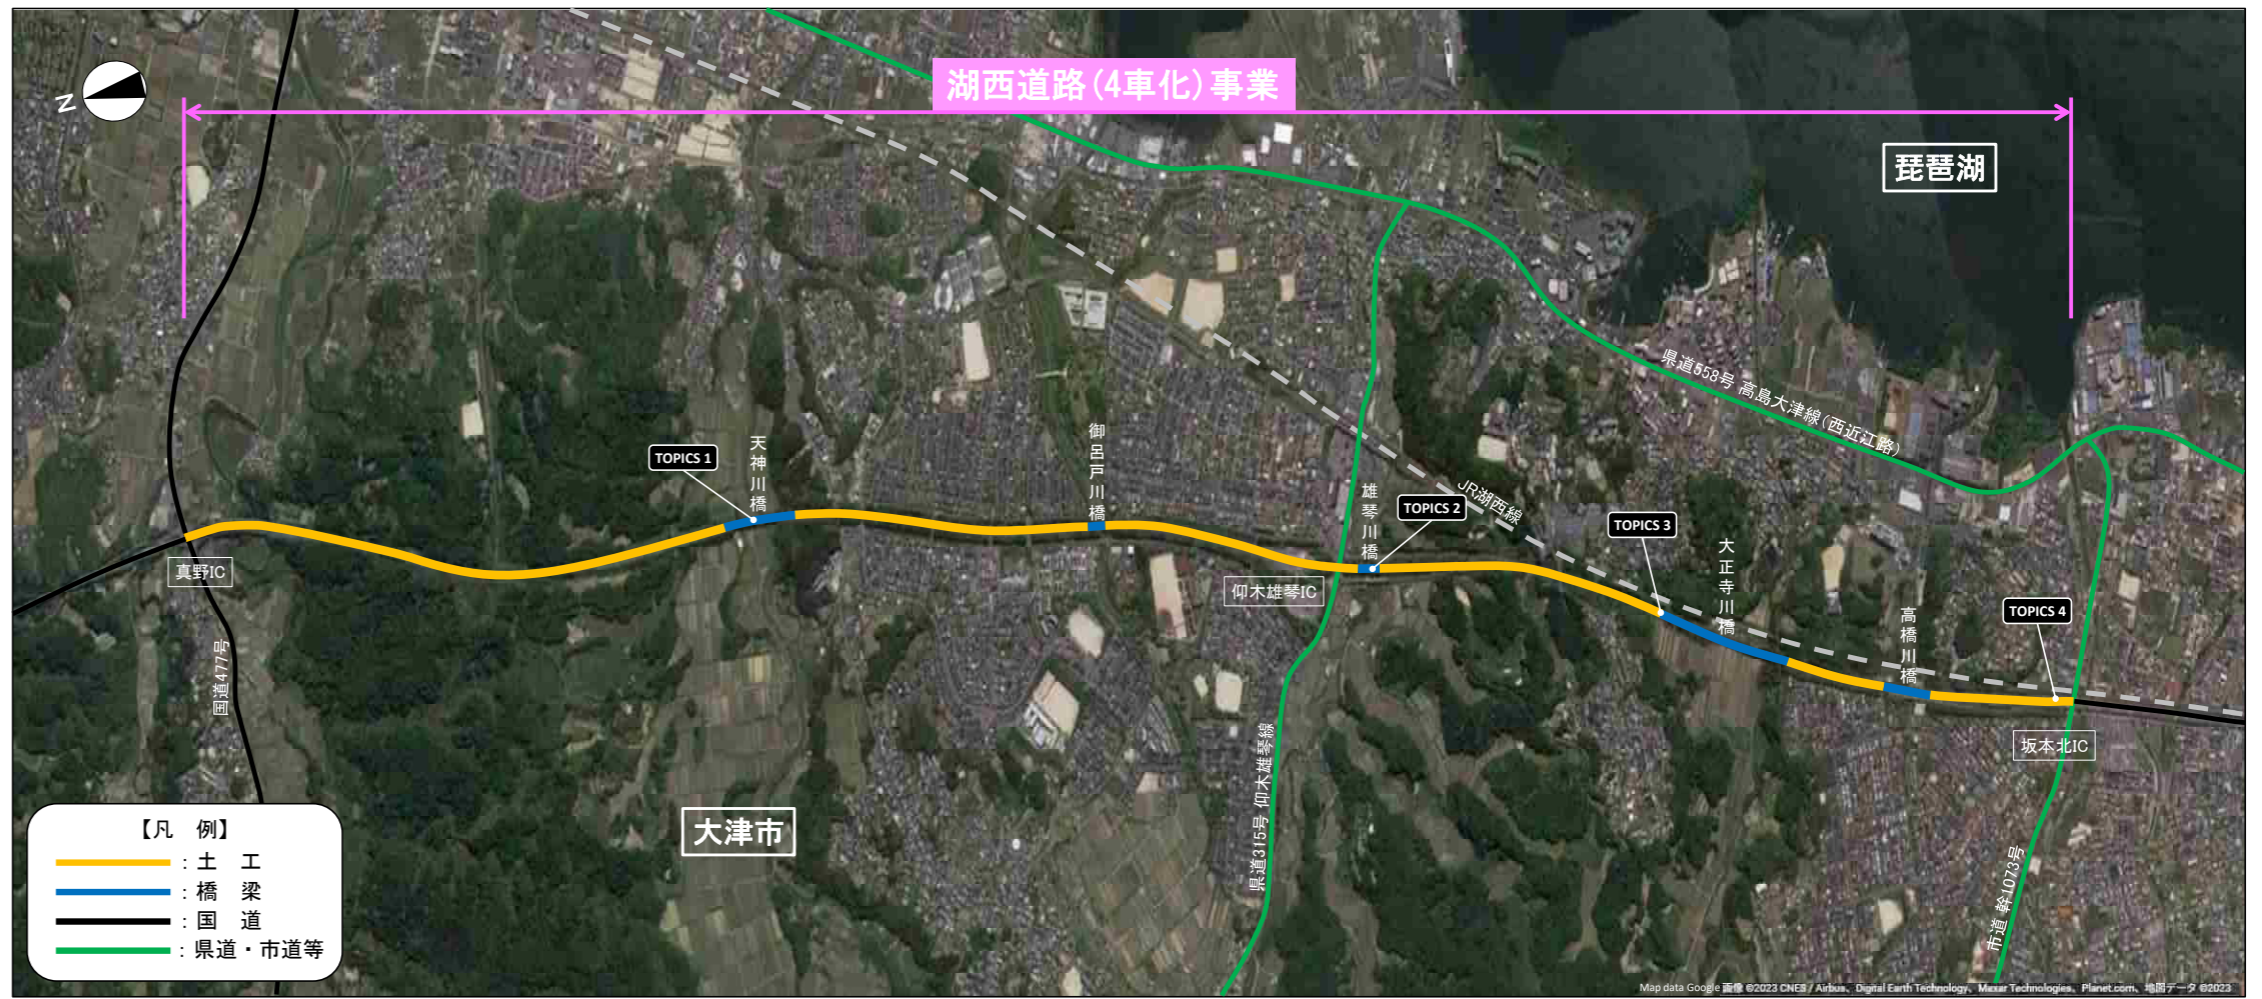 湖西道路(4車化)事業
N
琵琶湖
県道558号 高島大津線(西近江路)
JR湖西線
TOPICS 1
天神川橋
御呂戸川橋
雄琴川橋
TOPICS 2
TOPICS 3
大正寺川橋
高橋川橋
TOPICS 4
真野IC
仰木雄琴IC
坂本北IC
国道477号
県道315号 仰木雄琴線
市道 幹1073号
大津市
【凡 例】
:土 工
:橋 梁
:国 道
:県道・市道等
Map data Google 画像 ©2023 CNES / Airbus、Digital Earth Technology、Maxar Technologies、Planet.com、地図データ ©2023